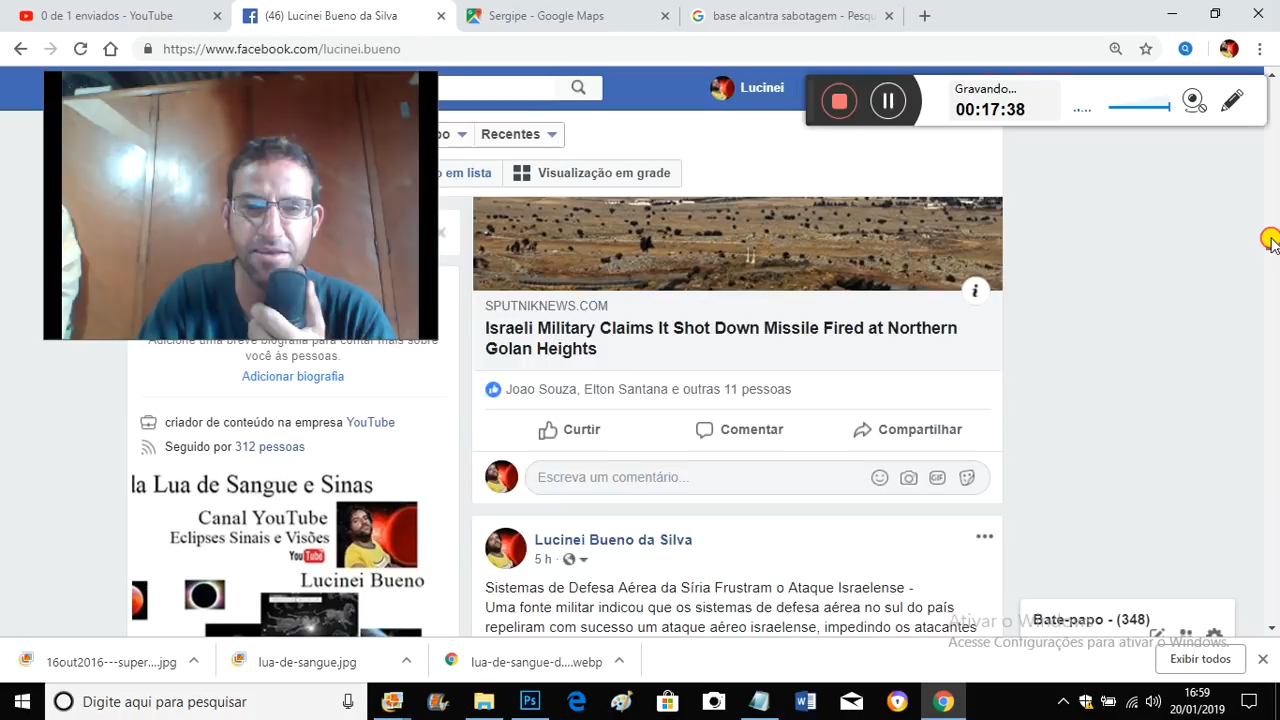 0 de 1 enviados - YouTube
(46) Lucinei Bueno da Silva
Sergipe - Google Maps
base alcantra sabotagem - Pesqu
https://www.facebook.com/lucinei.bueno
Lucinei
Gravando...
00:17:38
po
Recentes
o em lista
Visualização em grade
SPUTNIKNEWS.COM
Israeli Military Claims It Shot Down Missile Fired at Northern
Golan Heights
Joao Souza, Elton Santana e outras 11 pessoas
Curtir
Comentar
Compartilhar
Escreva um comentário...
GIF
Adicione uma breve biografia para contar mais sobre
você às pessoas.
Adicionar biografia
criador de conteúdo na empresa YouTube
Seguido por 312 pessoas
la Lua de Sangue e Sinas
Canal YouTube
Eclipses Sinais e Visões
YouTube
Lucinei Bueno
Lucinei Bueno da Silva
5 h
Sistemas de Defesa Aérea da Síria Frustram o Ataque Israelense -
Uma fonte militar indicou que os sistemas de defesa aérea no sul do país
repeliram com sucesso um ataque aéreo israelense, impedindo os atacantes
Bate-papo - (348)
Ativar o Windows
Acesse Configurações para ativar o Windows.
16out2016---super....jpg
lua-de-sangue.jpg
lua-de-sangue-d....webp
Exibir todos
Digite aqui para pesquisar
16:59
20/01/2019